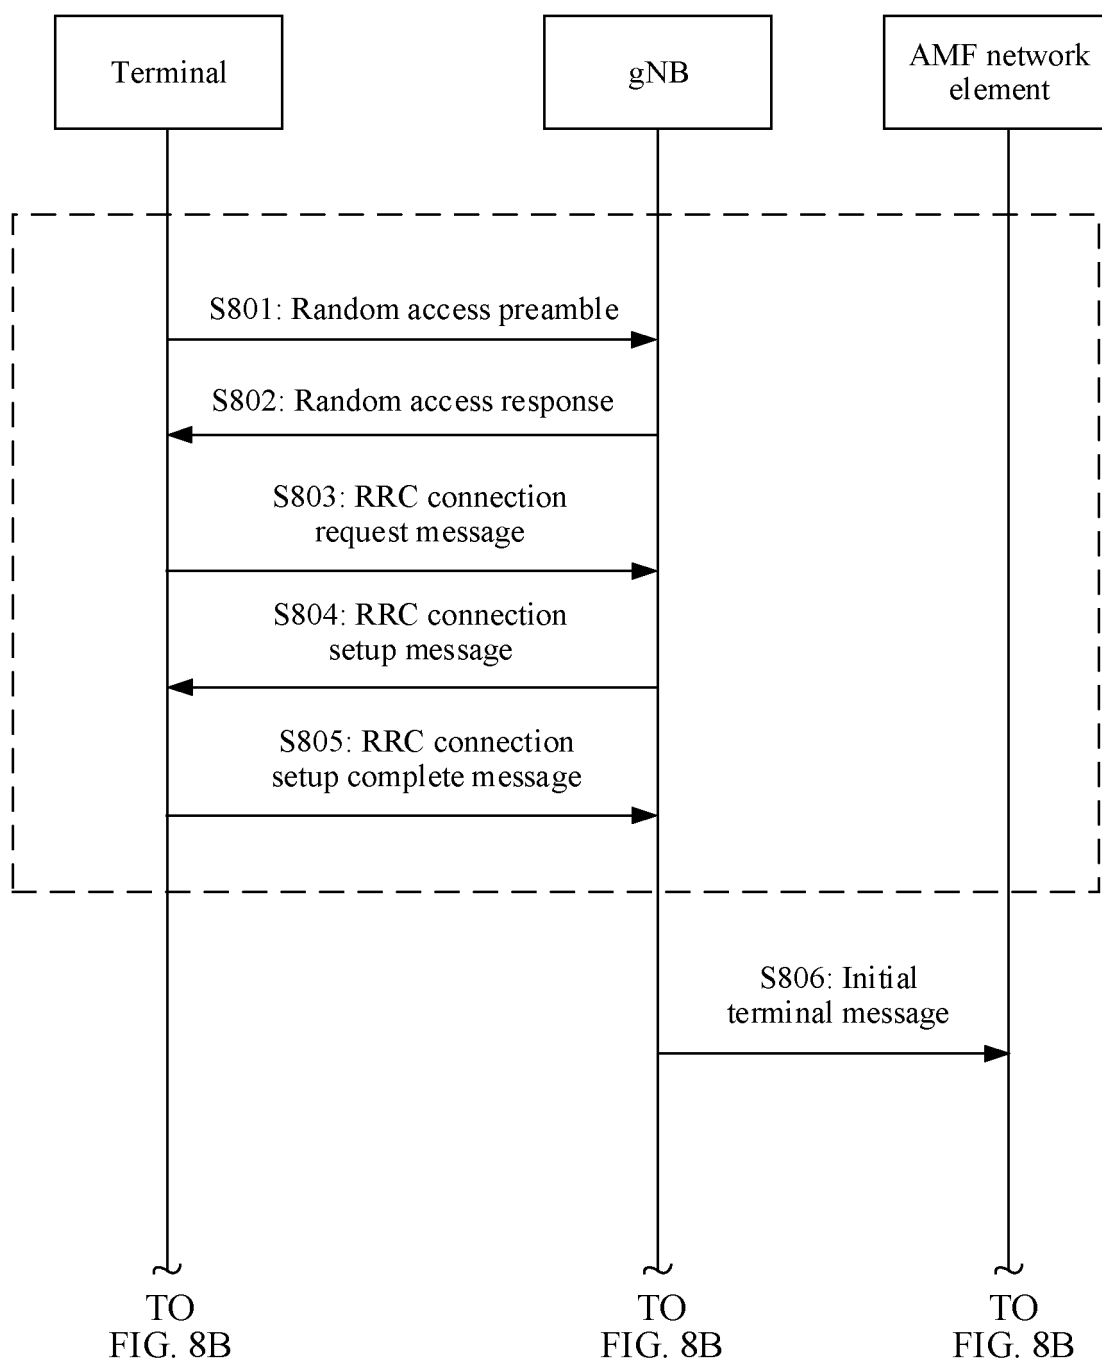 Terminal
gNB
AMF network
element
S801: Random access preamble
S802: Random access response
S803: RRC connection
request message
S804: RRC connection
setup message
S805: RRC connection
setup complete message
S806: Initial
terminal message
TO
FIG. 8B
TO
FIG. 8B
TO
FIG. 8B